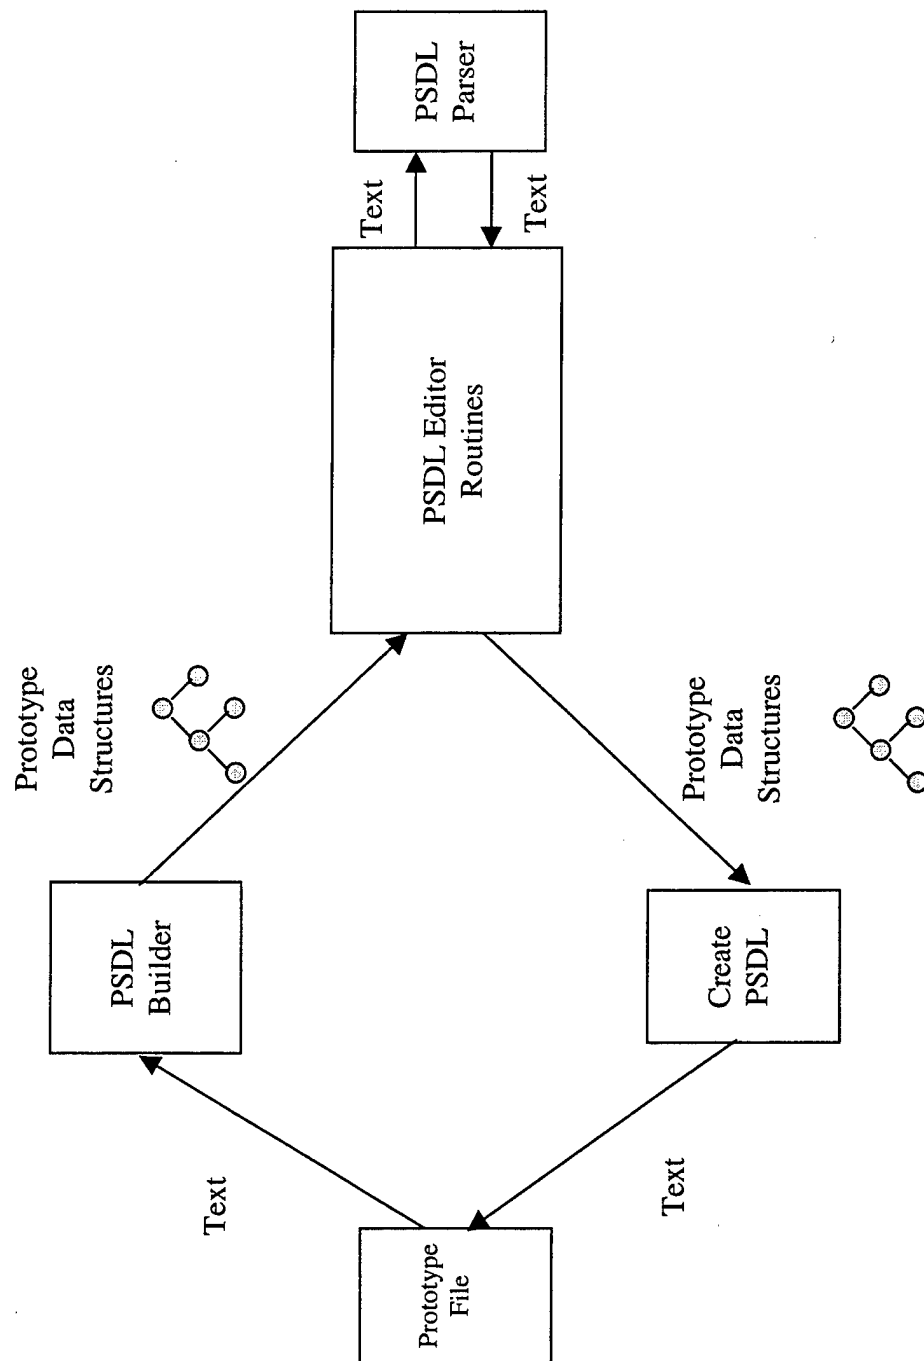 Prototype
Data
Structures
PSDL
Builder
Text
Prototype
File
PSDL Editor
Routines
Text
PSDL
Parser
Text
Prototype
Data
Structures
Create
PSDL
Text